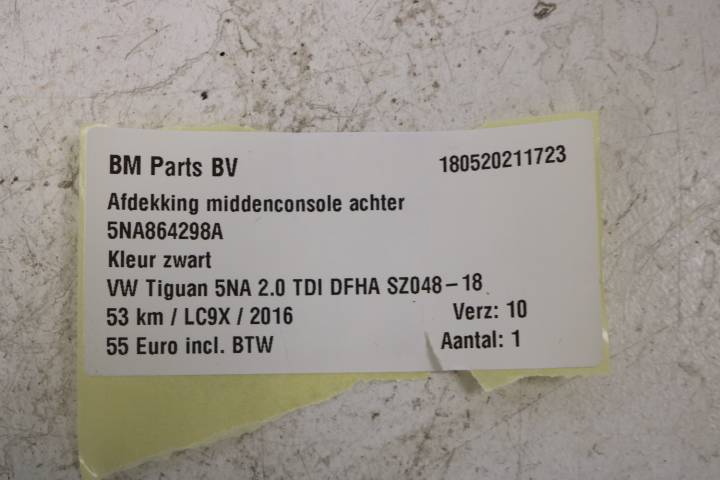 BM Parts BV 180520211723
Afdekking middenconsole achter
5NA864298A
Kleur zwart
VW Tiguan 5NA 2.0 TDI DFHA SZ048-18
53 km / LC9X / 2016 Verz: 10
55 Euro incl. BTW Aantal: 1